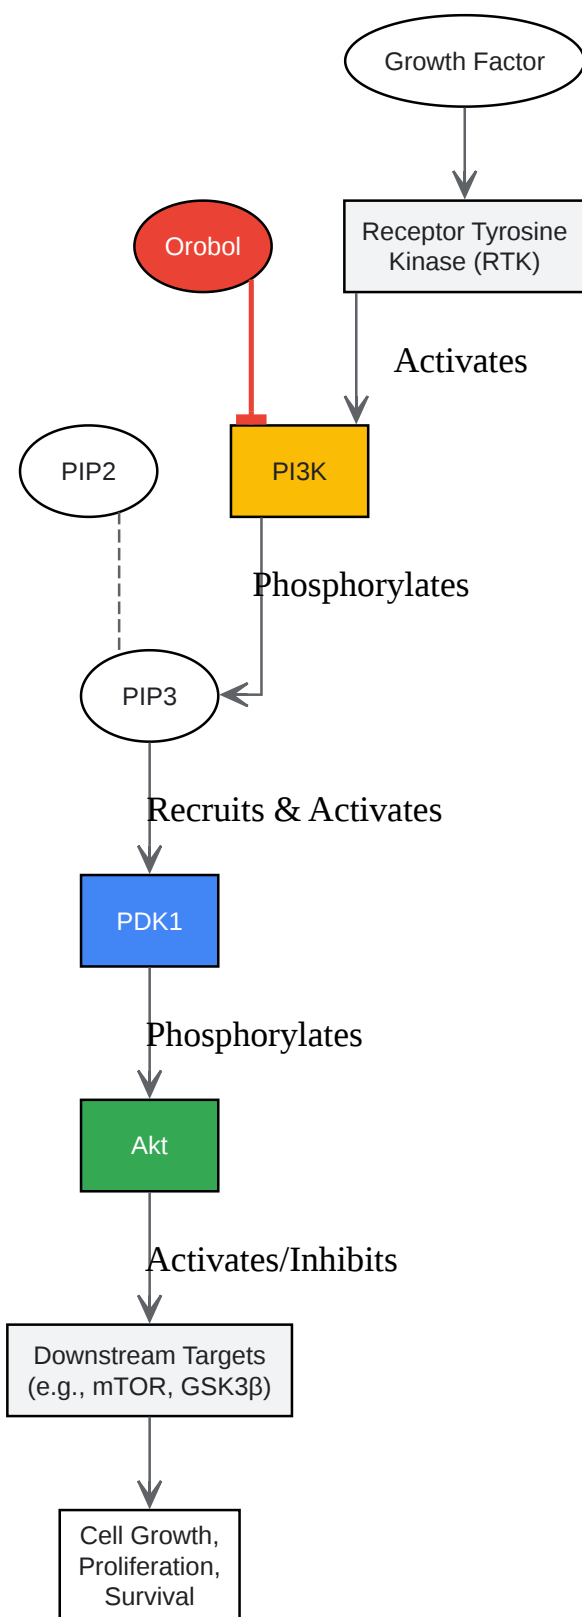 Growth Factor
Orobol
Receptor Tyrosine
Kinase (RTK)
Activates
PIP2
PI3K
Phosphorylates
PIP3
Recruits & Activates
PDK1
Phosphorylates
Akt
Activates/Inhibits
Downstream Targets
(e.g., mTOR, GSK3β)
Cell Growth,
Proliferation,
Survival